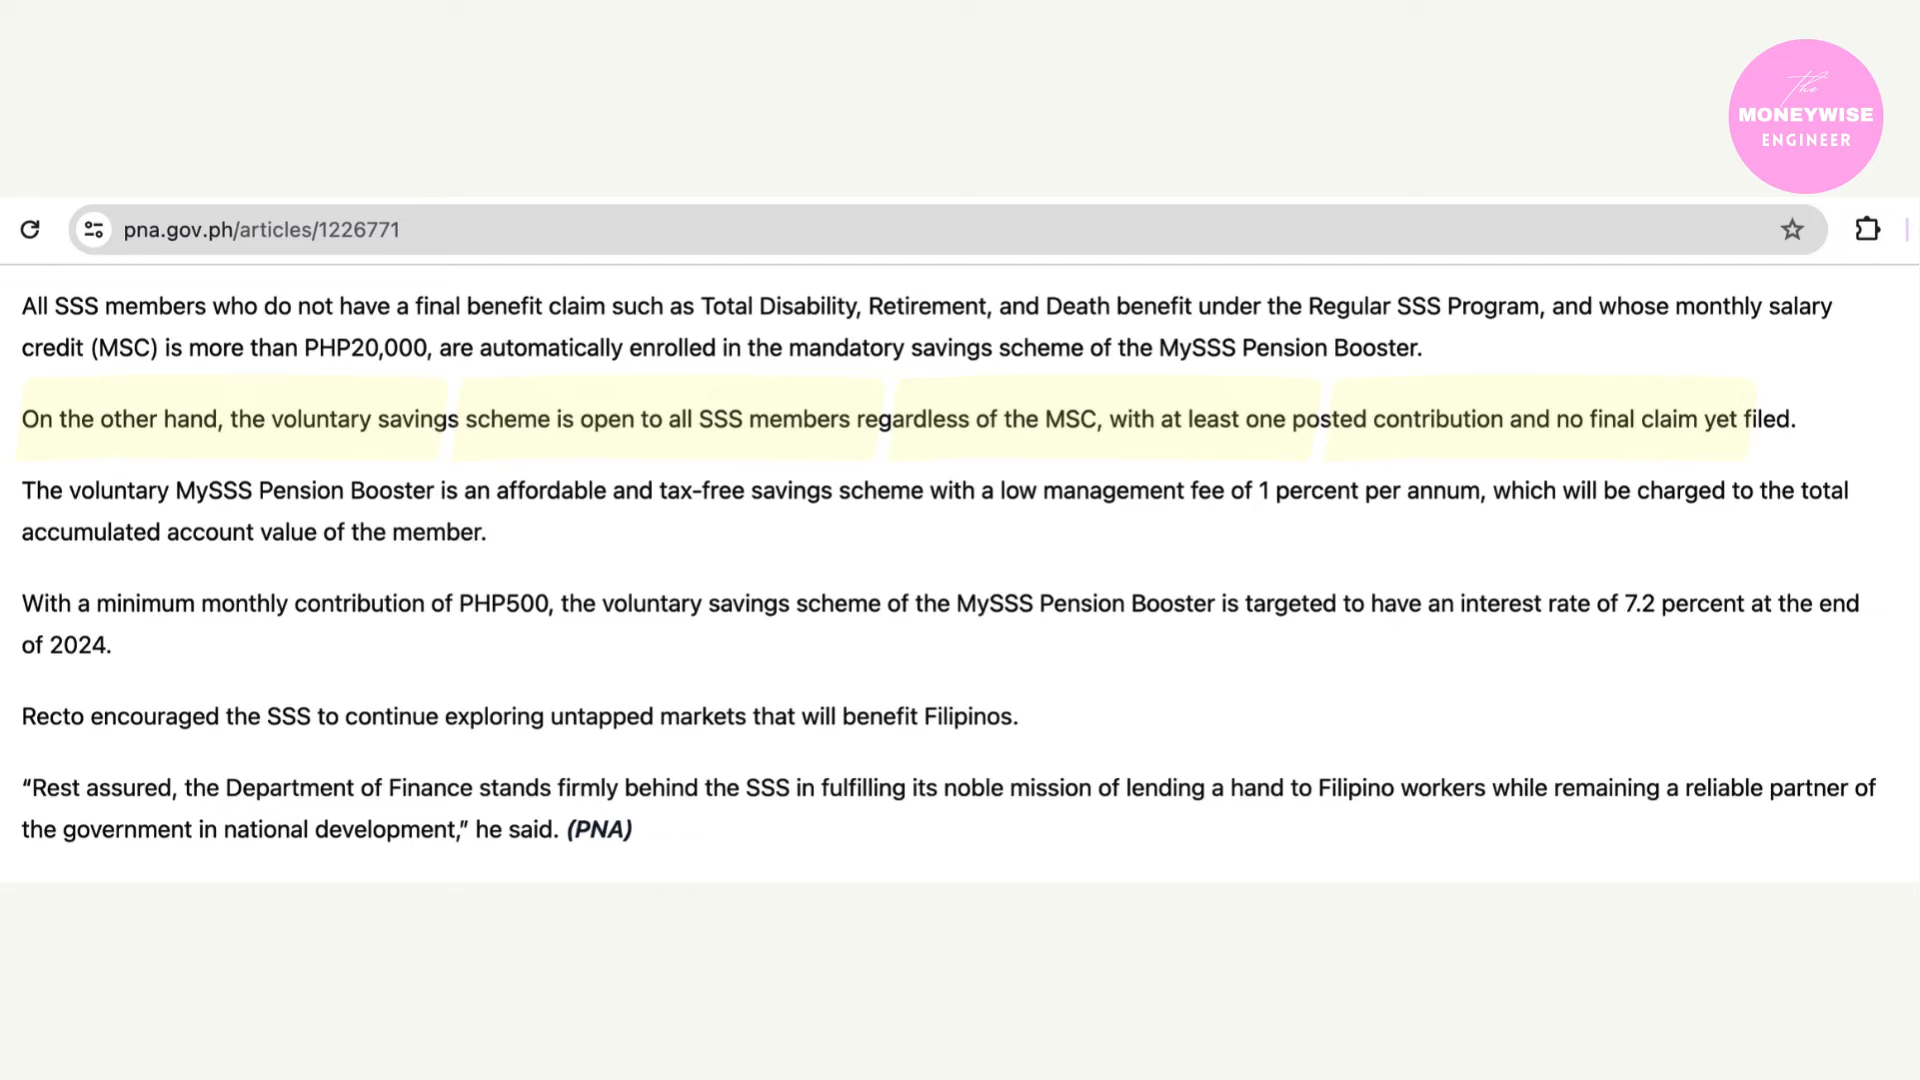 The
MONEYWISE
ENGINEER
pna.gov.ph/articles/1226771
All SSS members who do not have a final benefit claim such as Total Disability, Retirement, and Death benefit under the Regular SSS Program, and whose monthly salary
credit (MSC) is more than PHP20,000, are automatically enrolled in the mandatory savings scheme of the MySSS Pension Booster.
On the other hand, the voluntary savings scheme is open to all SSS members regardless of the MSC, with at least one posted contribution and no final claim yet filed.
The voluntary MySSS Pension Booster is an affordable and tax-free savings scheme with a low management fee of 1 percent per annum, which will be charged to the total
accumulated account value of the member.
With a minimum monthly contribution of PHP500, the voluntary savings scheme of the MySSS Pension Booster is targeted to have an interest rate of 7.2 percent at the end
of 2024.
Recto encouraged the SSS to continue exploring untapped markets that will benefit Filipinos.
“Rest assured, the Department of Finance stands firmly behind the SSS in fulfilling its noble mission of lending a hand to Filipino workers while remaining a reliable partner of
the government in national development,” he said. (PNA)